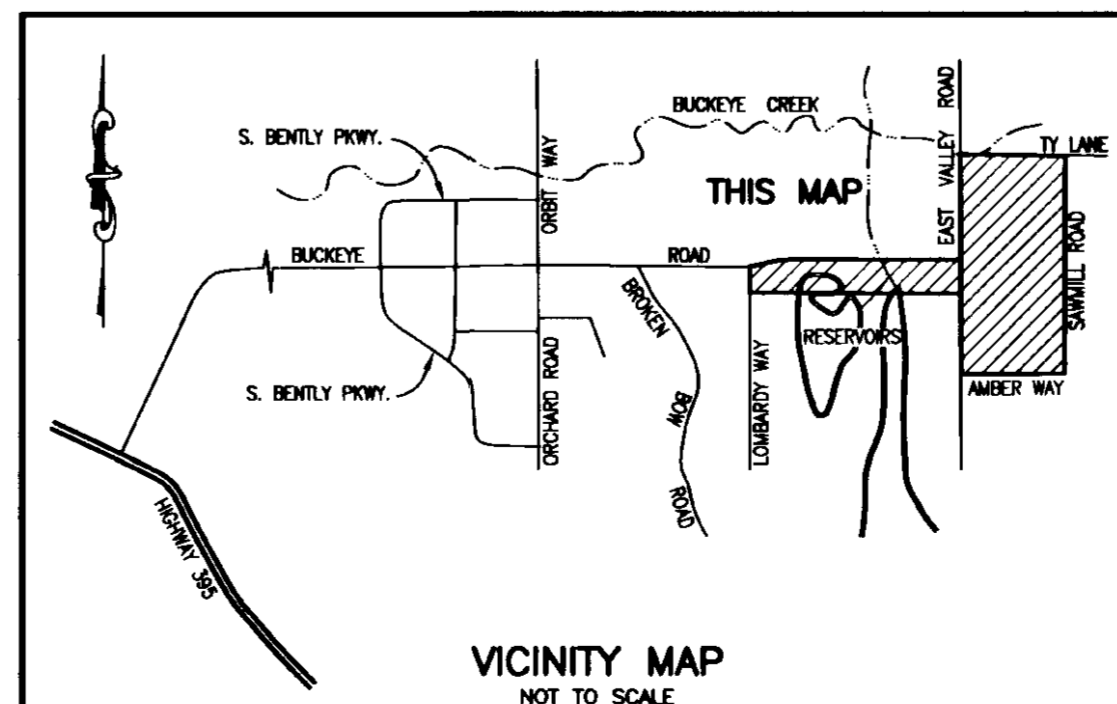 BUCKEYE CREEK
S. BENTLY PKWY.
ORBIT WAY
EAST VALLEY ROAD
TY LANE
THIS MAP
BUCKEYE ROAD
BROKEN BOW ROAD
RESERVOIRS
SAWMILL ROAD
S. BENTLY PKWY.
ORCHARD ROAD
LOMBARDY WAY
AMBER WAY
HIGHWAY 395
VICINITY MAP
NOT TO SCALE